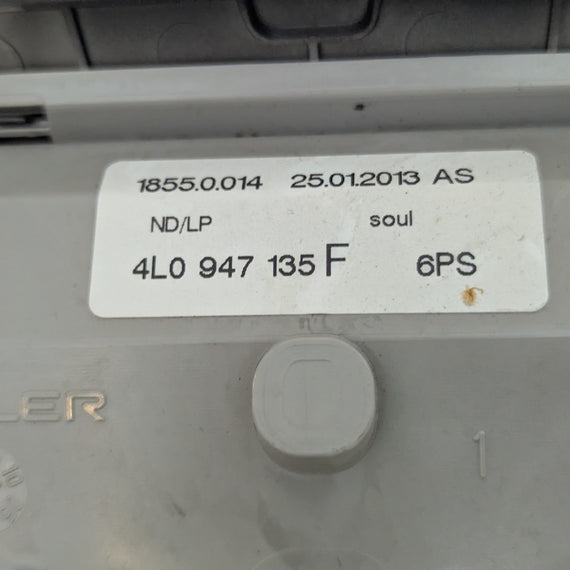 1855.0.014 25.01.2013 AS
ND/LP soul
4L0 947 135 F 6PS
LER
1